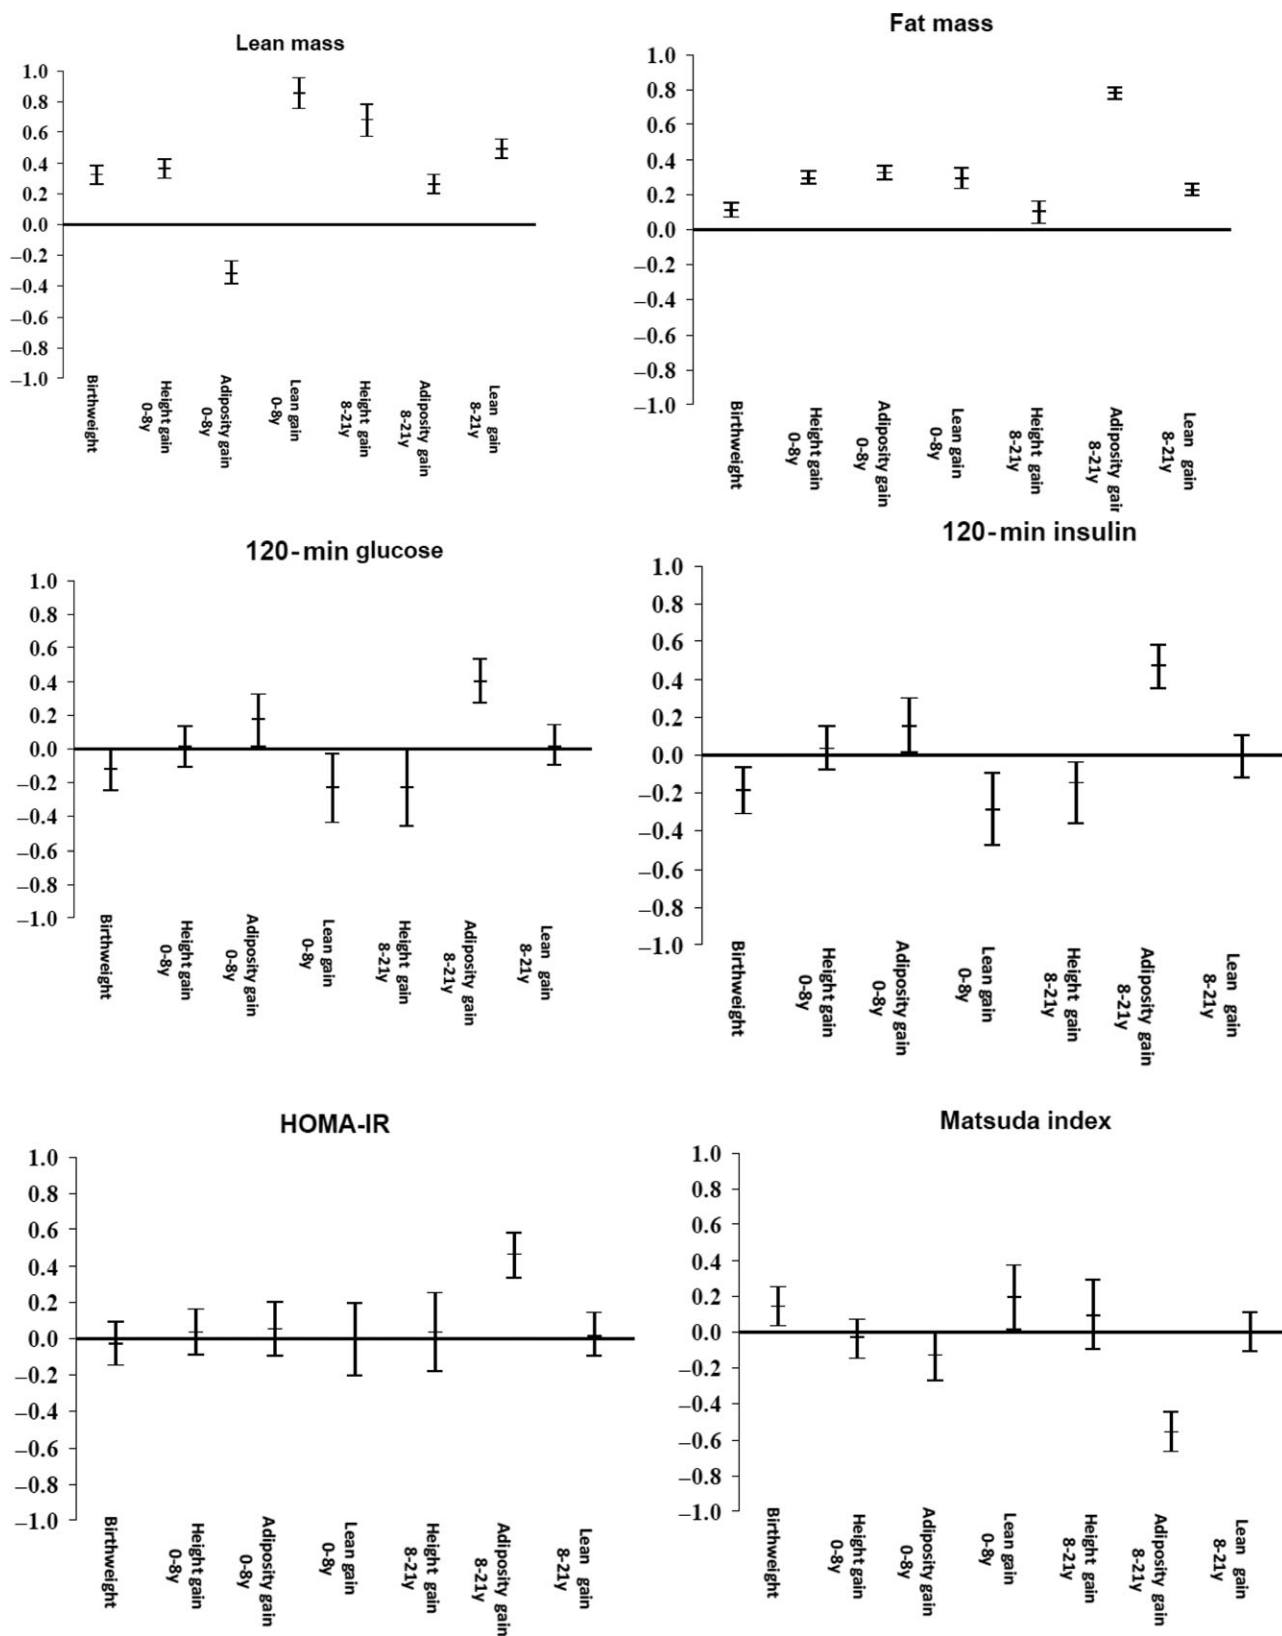 Lean mass
1.0
0.8
0.6
0.4
0.2
0.0
–0.2
–0.4
–0.6
–0.8
–1.0
Birthweight
Height gain
0-8y
Adiposity gain
0-8y
Lean gain
0-8y
Height gain
8-21y
Adiposity gain
8-21y
Lean gain
8-21y
Fat mass
1.0
0.8
0.6
0.4
0.2
0.0
–0.2
–0.4
–0.6
–0.8
–1.0
Birthweight
Height gain
0-8y
Adiposity gain
0-8y
Lean gain
0-8y
Height gain
8-21y
Adiposity gair
8-21y
Lean gain
8-21y
120-min glucose
1.0
0.8
0.6
0.4
0.2
0.0
–0.2
–0.4
–0.6
–0.8
–1.0
Birthweight
Height gain
0-8y
Adiposity gain
0-8y
Lean gain
0-8y
Height gain
8-21y
Adiposity gain
8-21y
Lean gain
8-21y
120-min insulin
1.0
0.8
0.6
0.4
0.2
0.0
–0.2
–0.4
–0.6
–0.8
–1.0
Birthweight
Height gain
0-8y
Adiposity gain
0-8y
Lean gain
0-8y
Height gain
8-21y
Adiposity gain
8-21y
Lean gain
8-21y
HOMA-IR
1.0
0.8
0.6
0.4
0.2
0.0
–0.2
–0.4
–0.6
–0.8
–1.0
Birthweight
Height gain
0-8y
Adiposity gain
0-8y
Lean gain
0-8y
Height gain
8-21y
Adiposity gain
8-21y
Lean gain
8-21y
Matsuda index
1.0
0.8
0.6
0.4
0.2
0.0
–0.2
–0.4
–0.6
–0.8
–1.0
Birthweight
Height gain
0-8y
Adiposity gain
0-8y
Lean gain
0-8y
Height gain
8-21y
Adiposity gain
8-21y
Lean gain
8-21y